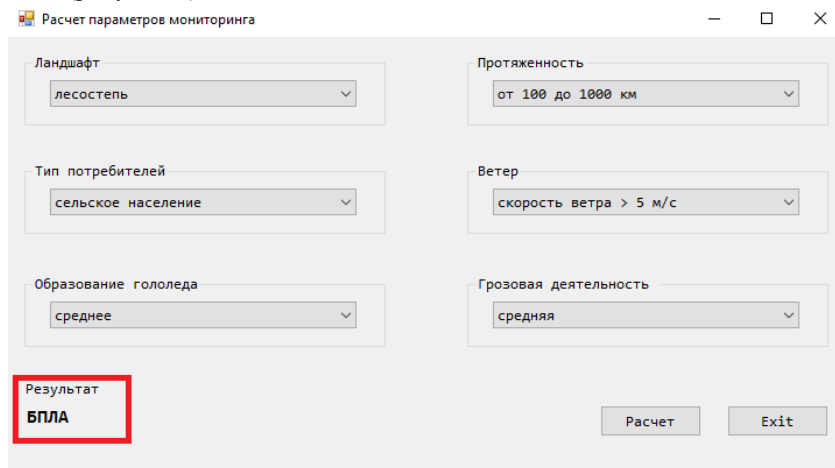 Расчет параметров мониторинга
Ландшафт
лесостепь
Протяженность
от 100 до 1000 км
Тип потребителей
сельское население
Ветер
скорость ветра > 5 м/с
Образование гололеда
среднее
Грозовая деятельность
средняя
Результат
БПЛА
Расчет
Exit